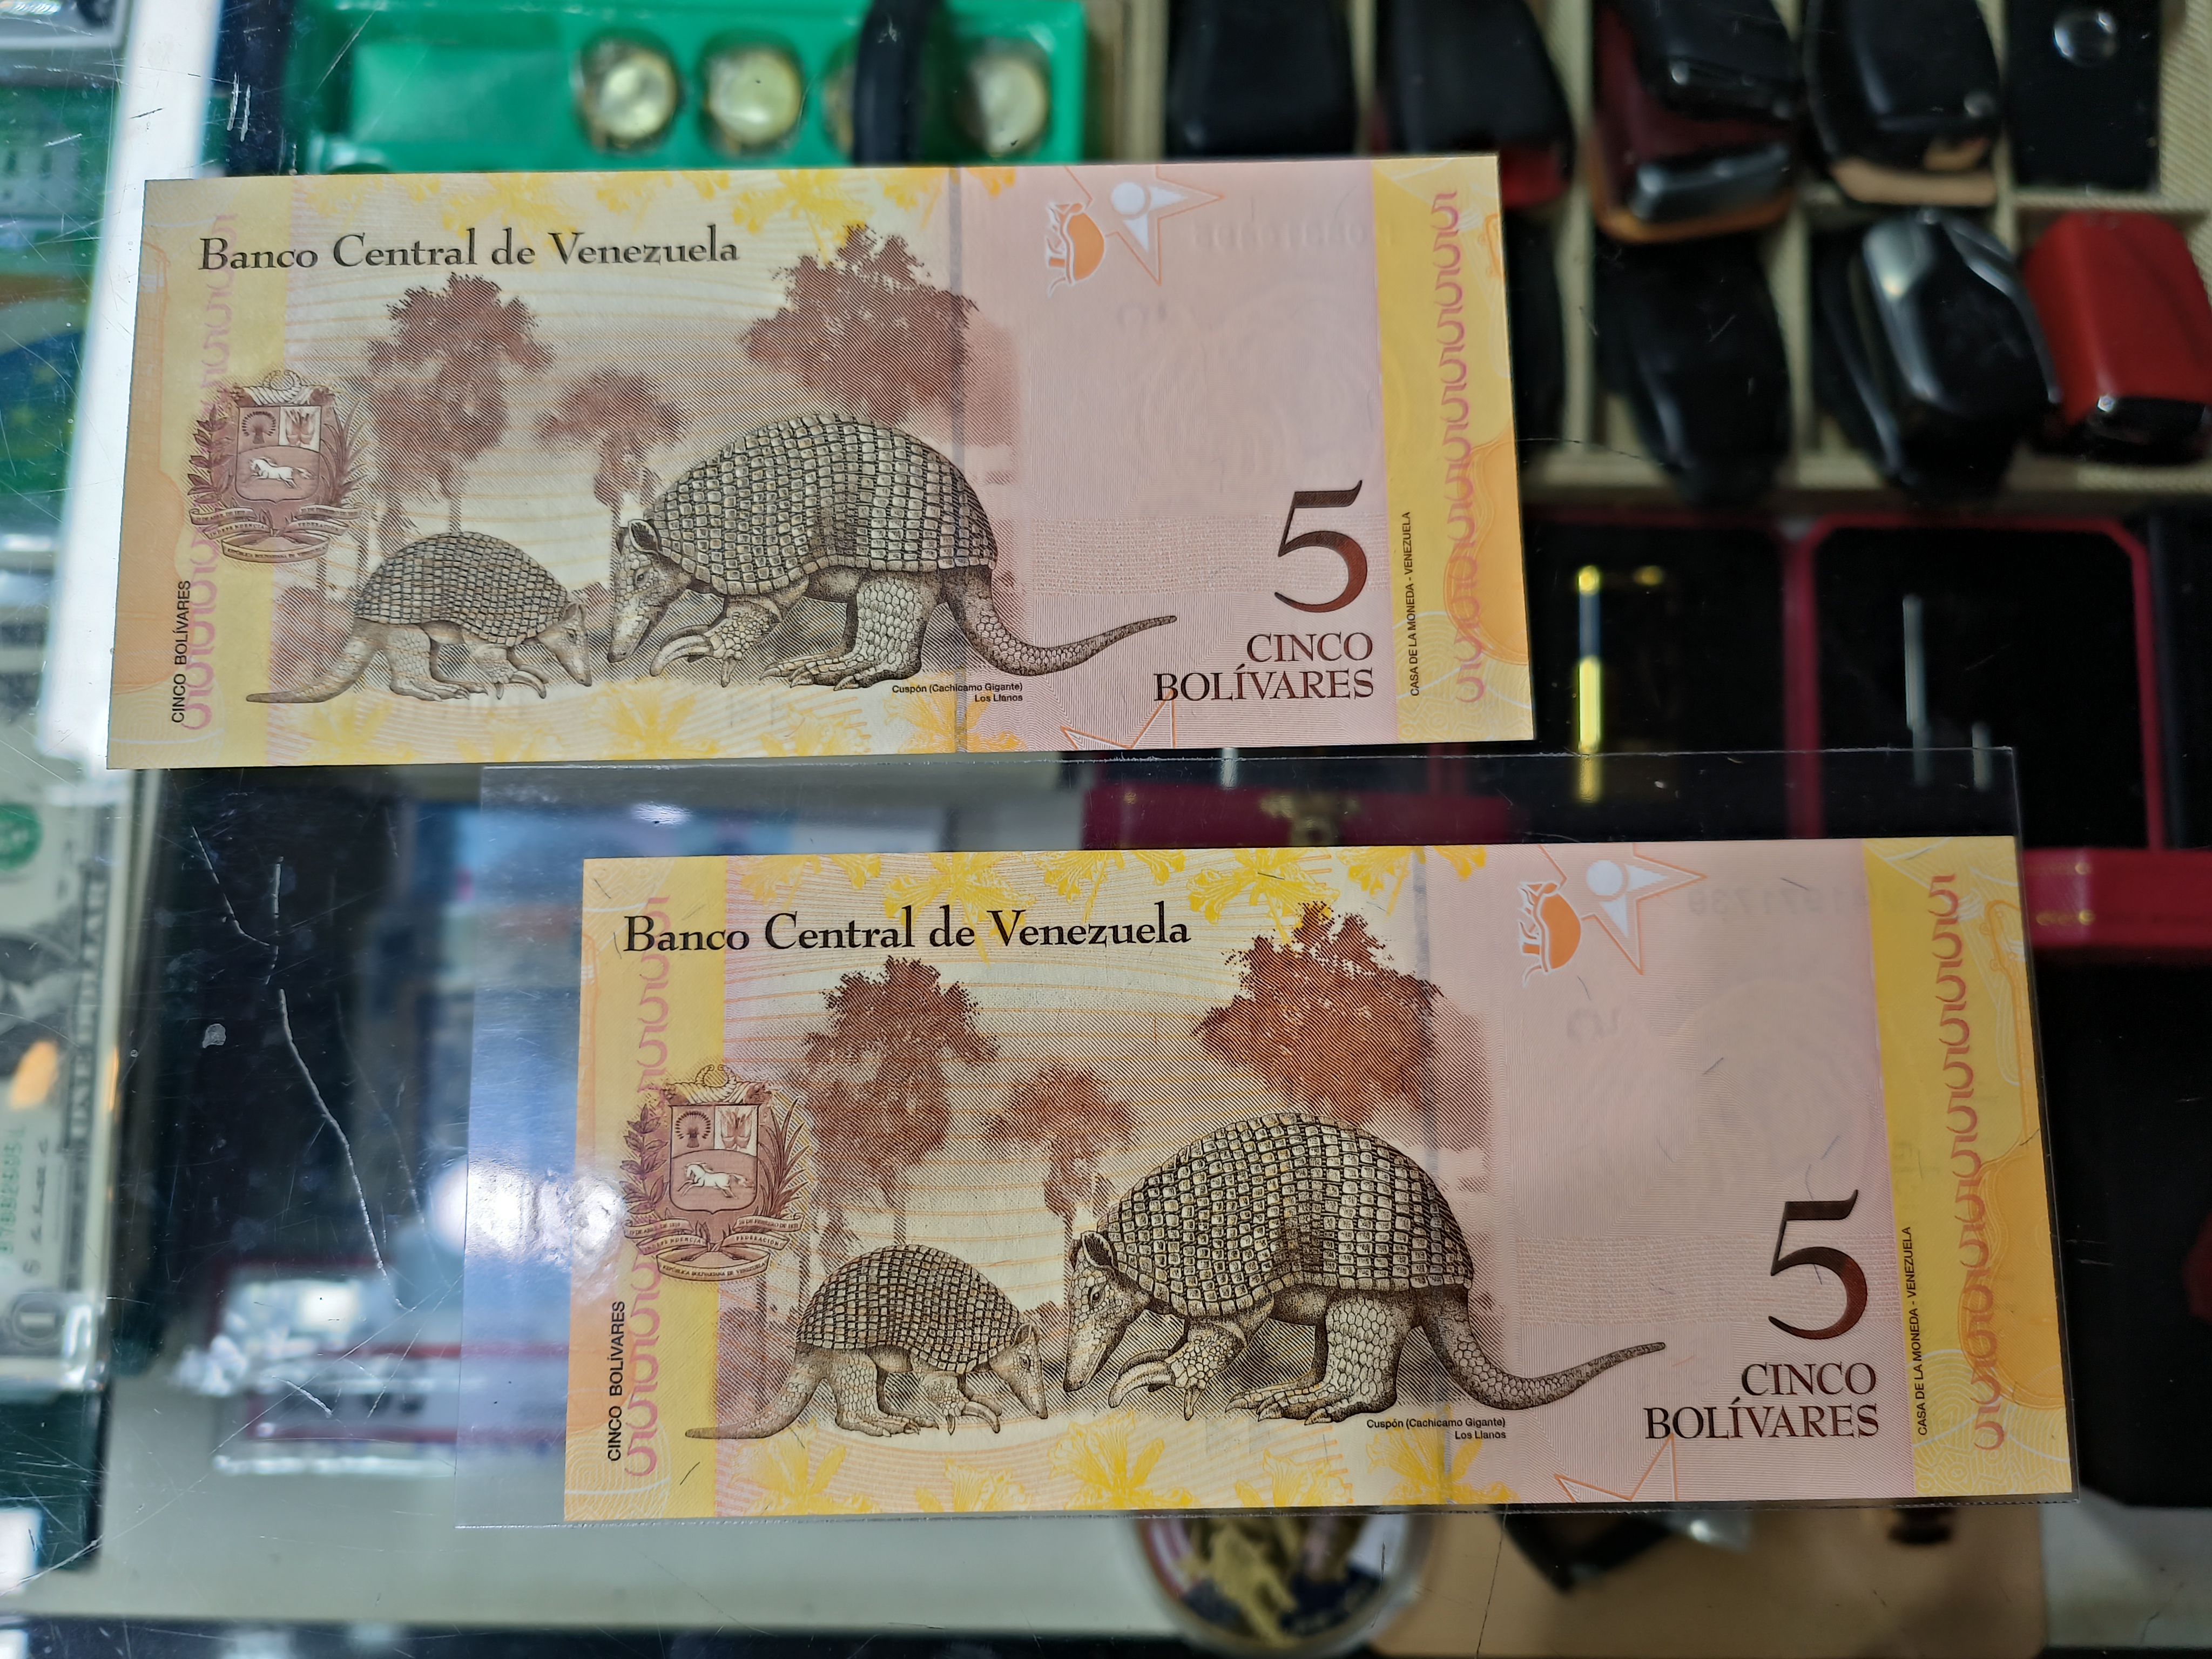 Banco Central de Venezuela
CINCO BOLÍVARES
5
CINCO
BOLÍVARES
Cuspón (Cachicamo Gigante)
Los Llanos
CASA DE LA MONEDA - VENEZUELA
Banco Central de Venezuela
CINCO BOLÍVARES
5
CINCO
BOLÍVARES
Cuspón (Cachicamo Gigante)
Los Llanos
CASA DE LA MONEDA - VENEZUELA